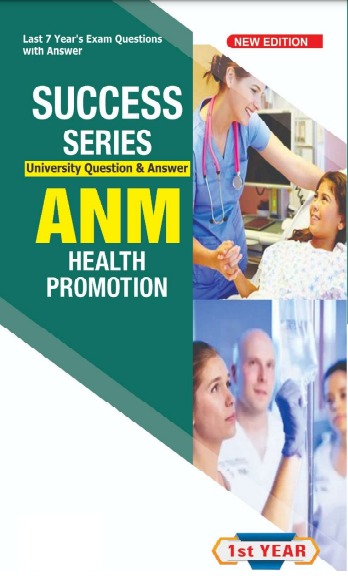 Last 7 Year's Exam Questions
with Answer
NEW EDITION
SUCCESS
SERIES
University Question & Answer
ANM
HEALTH
PROMOTION
1st YEAR